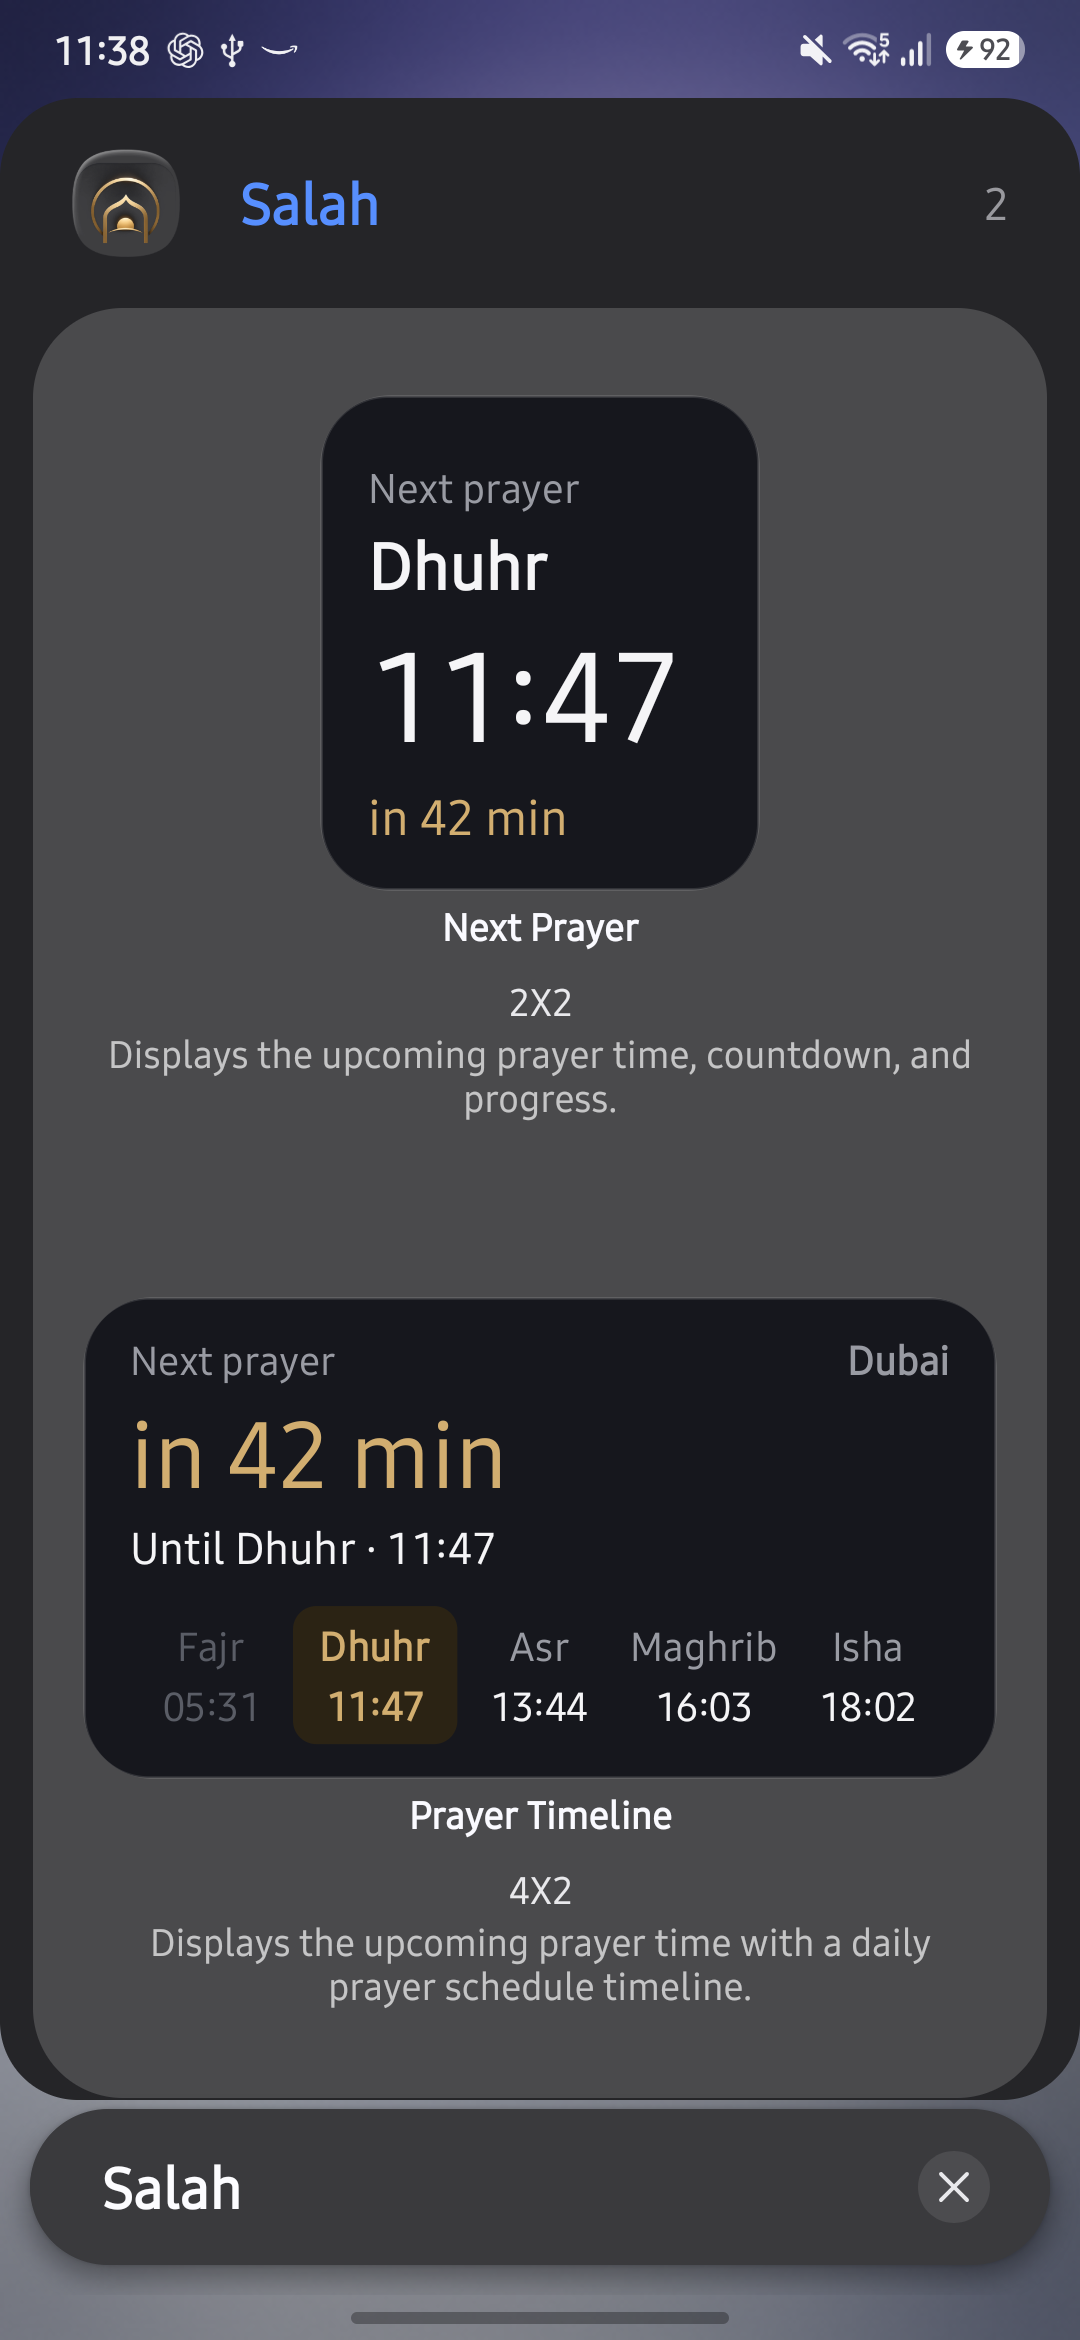 11:38
5
92
Salah
2
Next prayer
Dhuhr
11:47
in 42 min
Next Prayer
2X2
Displays the upcoming prayer time, countdown, and
progress.
Next prayer
Dubai
in 42 min
Until Dhuhr · 11:47
Fajr Dhuhr Asr Maghrib Isha
05:31 11:47 13:44 16:03 18:02
Prayer Timeline
4X2
Displays the upcoming prayer time with a daily
prayer schedule timeline.
Salah